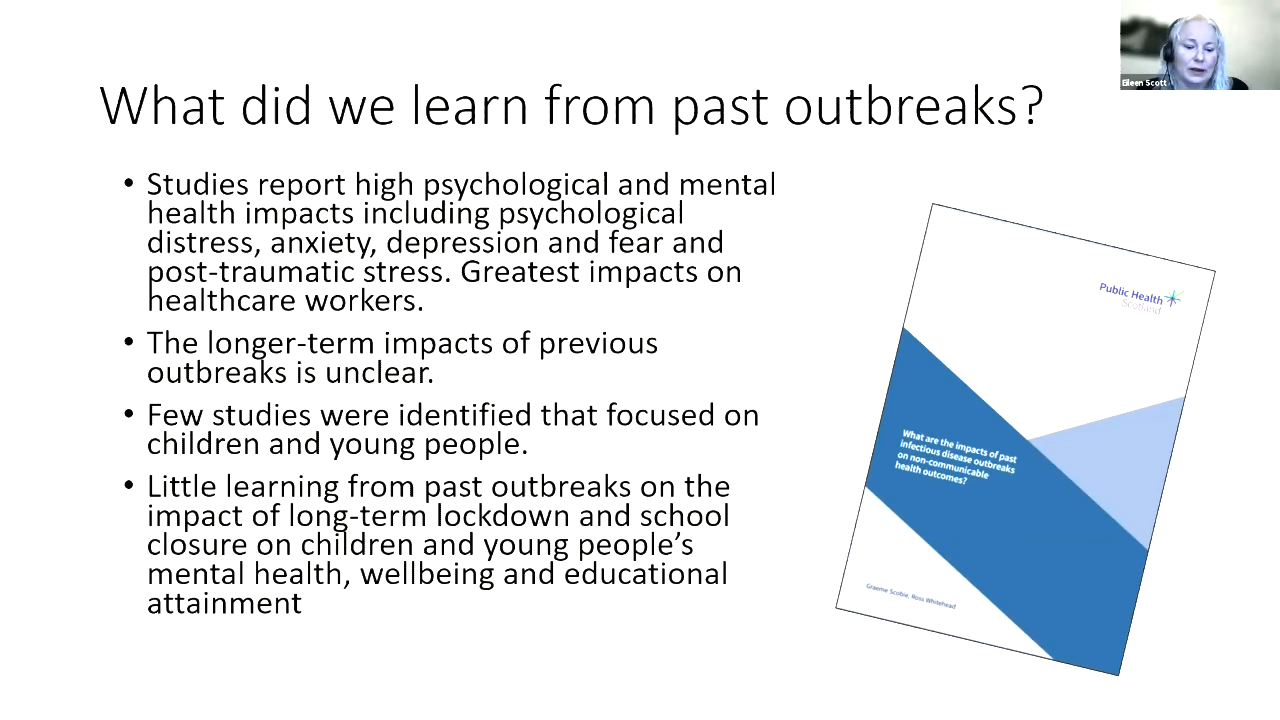 Eileen Scott
What did we learn from past outbreaks?
• Studies report high psychological and mental
health impacts including psychological
distress, anxiety, depression and fear and
post-traumatic stress. Greatest impacts on
healthcare workers.
• The longer-term impacts of previous
outbreaks is unclear.
• Few studies were identified that focused on
children and young people.
• Little learning from past outbreaks on the
impact of long-term lockdown and school
closure on children and young people’s
mental health, wellbeing and educational
attainment
Public Health
Scotland
What are the impacts of past
infectious disease outbreaks
on non-communicable
health outcomes?
Graeme Scobie, Ross Whitehead